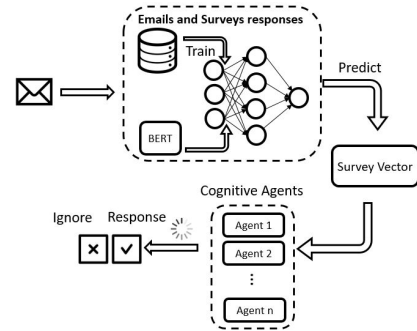 Emails and Surveys responses
Train
Predict
BERT
Survey Vector
Cognitive Agents
Ignore Response
Agent 1
Agent 2
⋮
Agent n